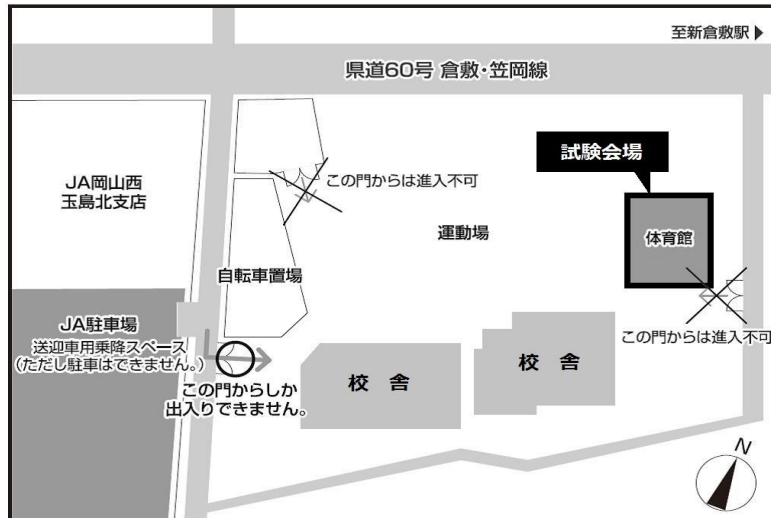 至新倉敷駅▶
県道60号 倉敷・笠岡線
試験会場
JA岡山西
玉島北支店
この門からは進入不可
運動場
体育館
自転車置場
JA駐車場
送迎車用乗降スペース
(ただし駐車はできません。)
この門からは進入不可
この門からしか
出入りできません。
校 舎
校 舎
N